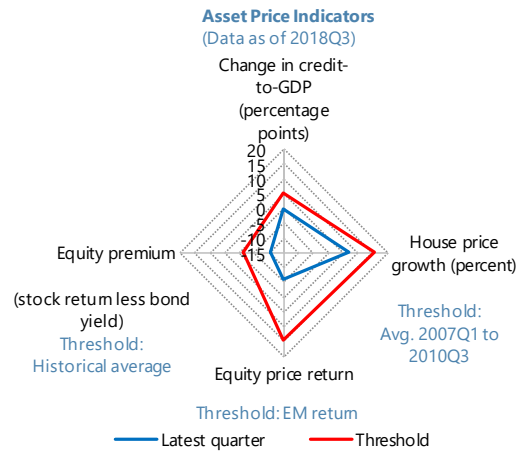 Asset Price Indicators
(Data as of 2018Q3)
Change in credit-
to-GDP
(percentage
points)
20
15
10
5
0
-5
-10
-15
House price
growth (percent)
Equity premium
(stock return less bond
yield)
Threshold:
Historical average
Threshold:
Avg. 2007Q1 to
2010Q3
Equity price return
Threshold: EM return
Latest quarter
Threshold